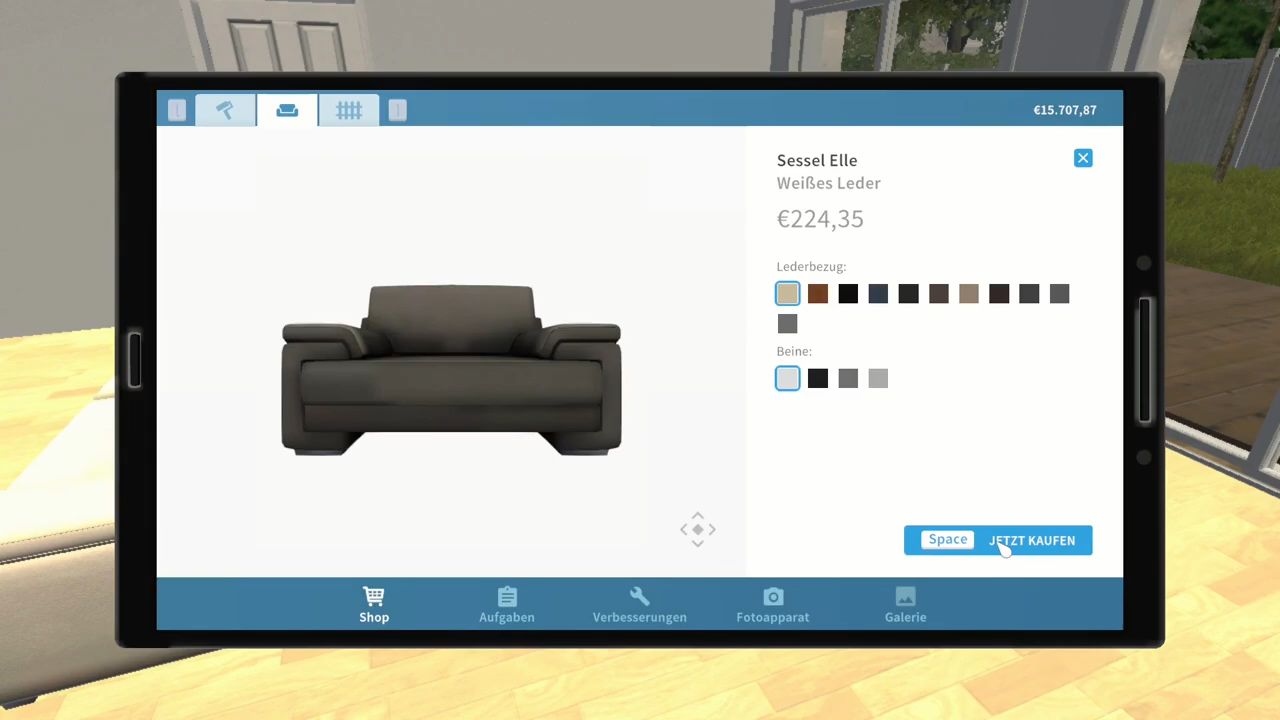 €15.707,87
Sessel Elle
Weißes Leder
€224,35
Lederbezug:
Beine:
Space JETZT KAUFEN
Shop Aufgaben Verbesserungen Fotoapparat Galerie